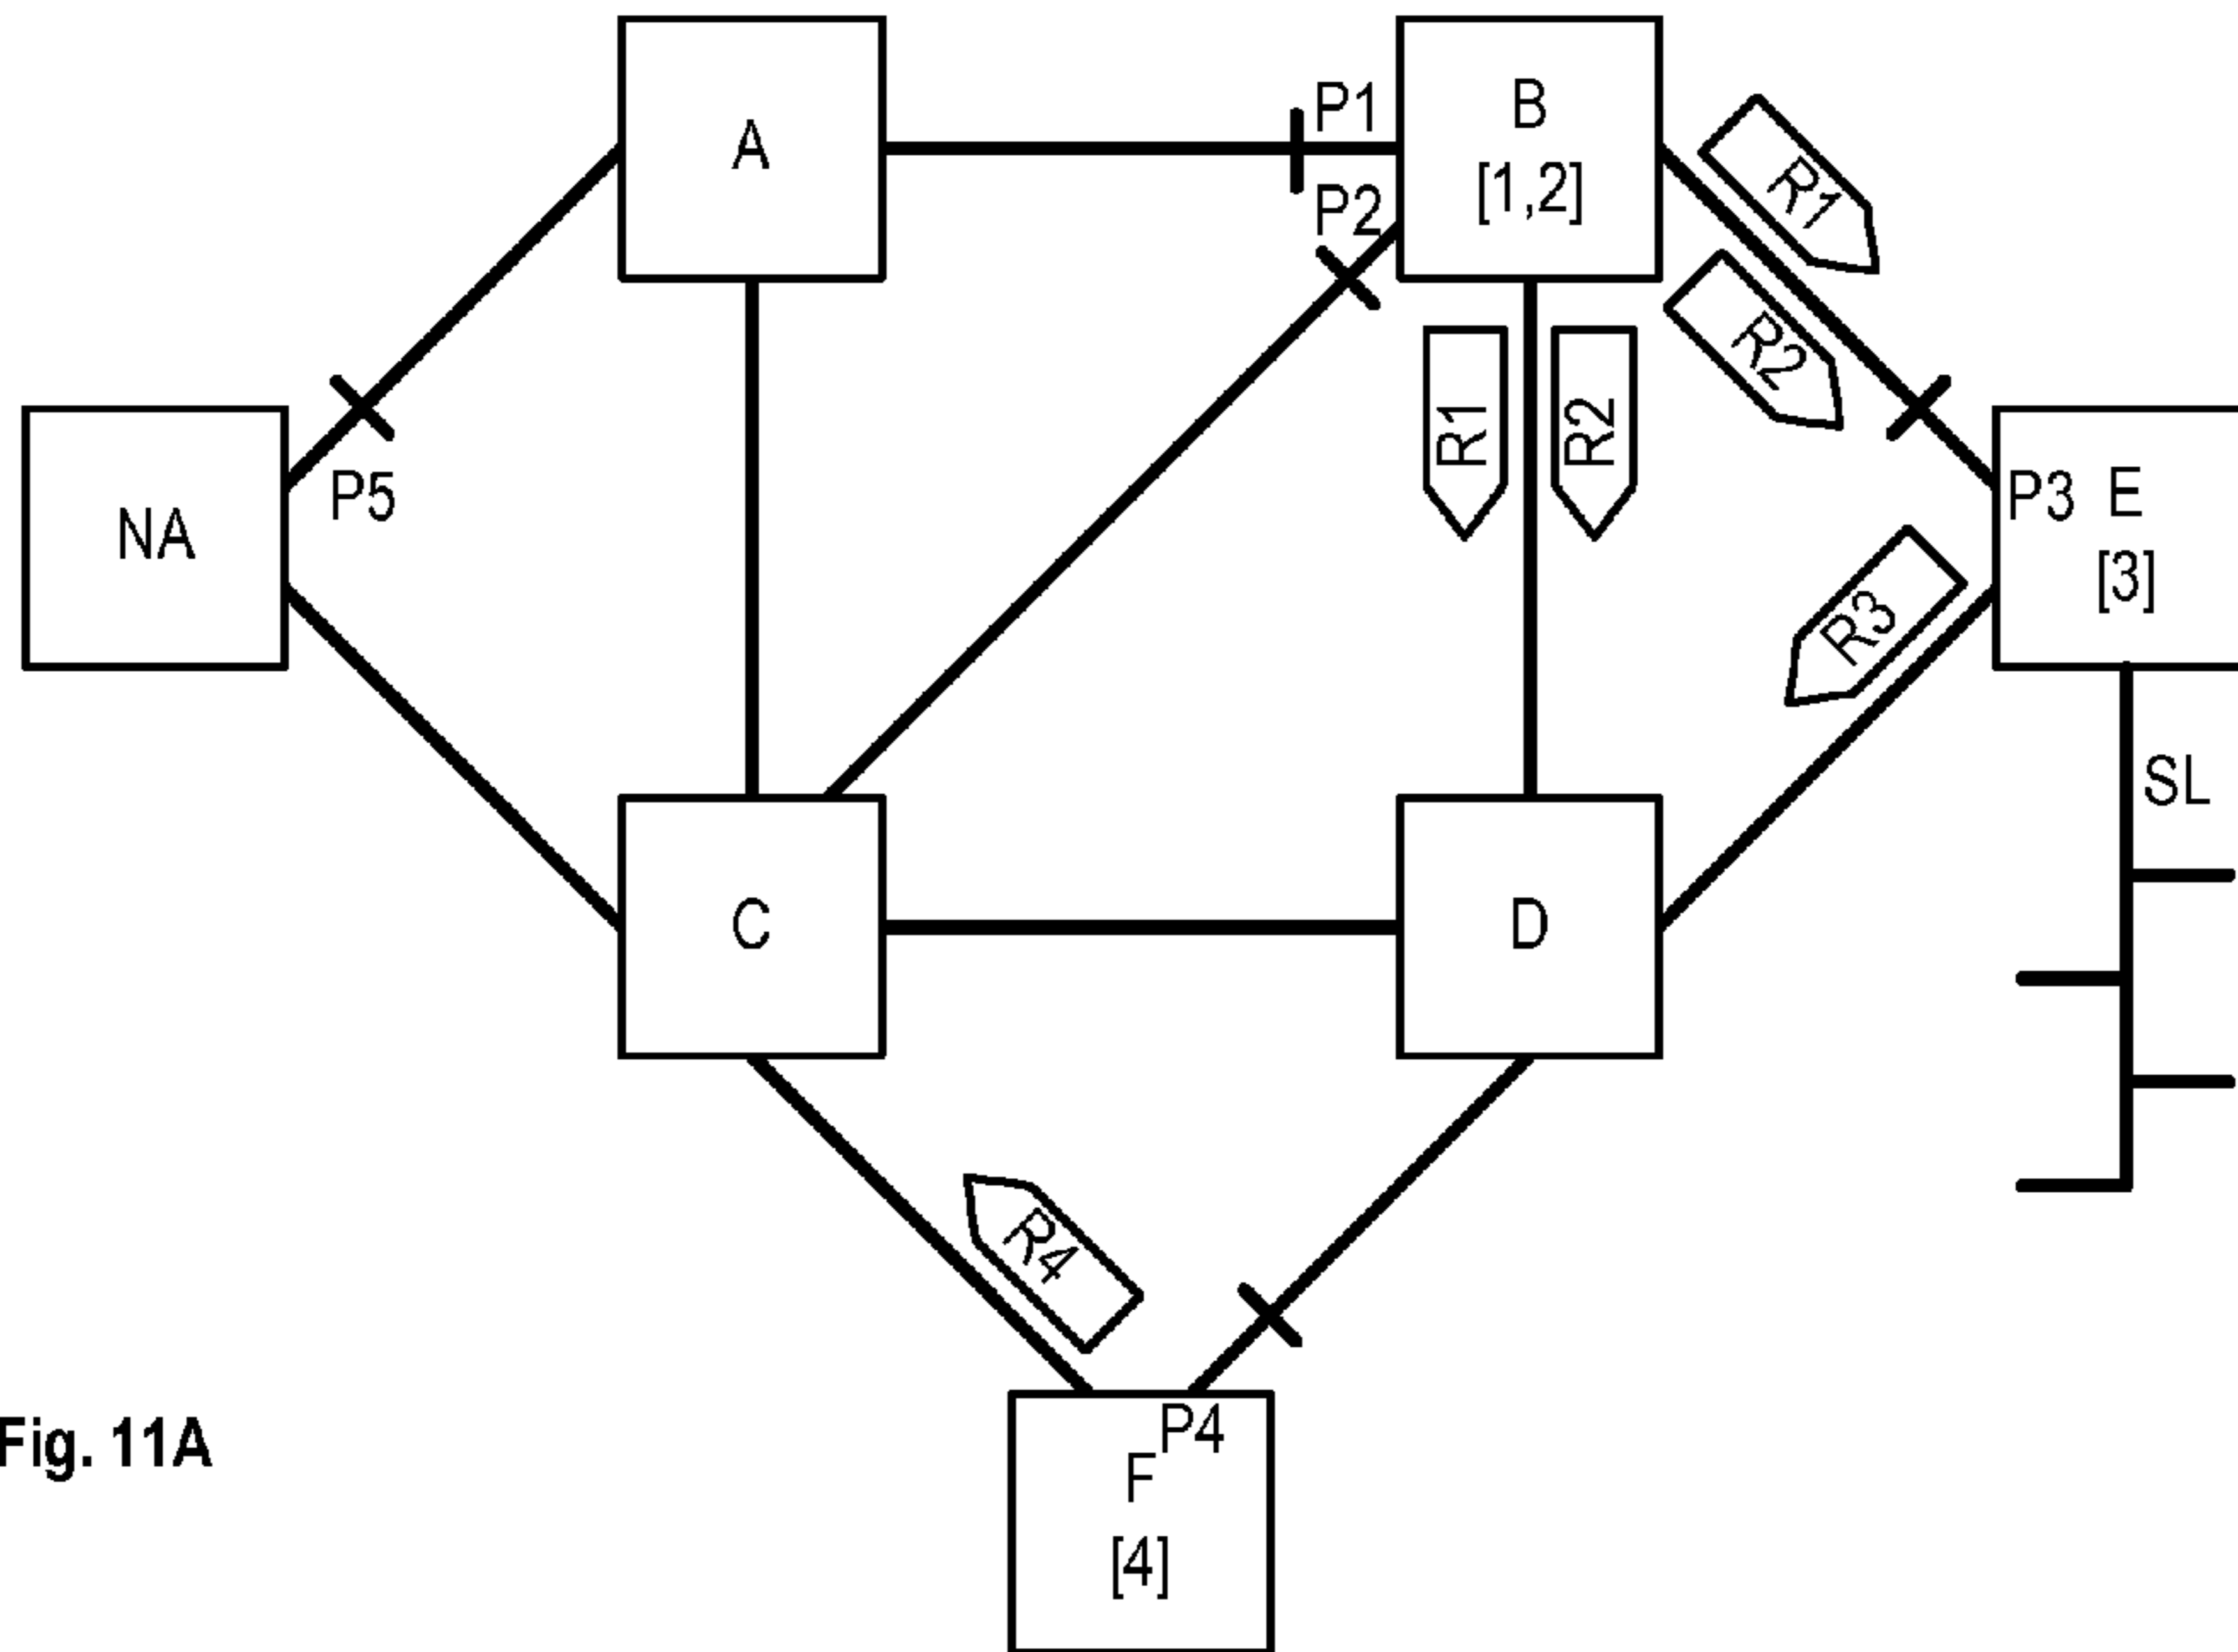 A
P1
B
[1,2]
P2
R1
R2
R1
R2
NA
P5
P3
E
[3]
R3
SL
C
D
R4
P4
F
[4]
Fig. 11A